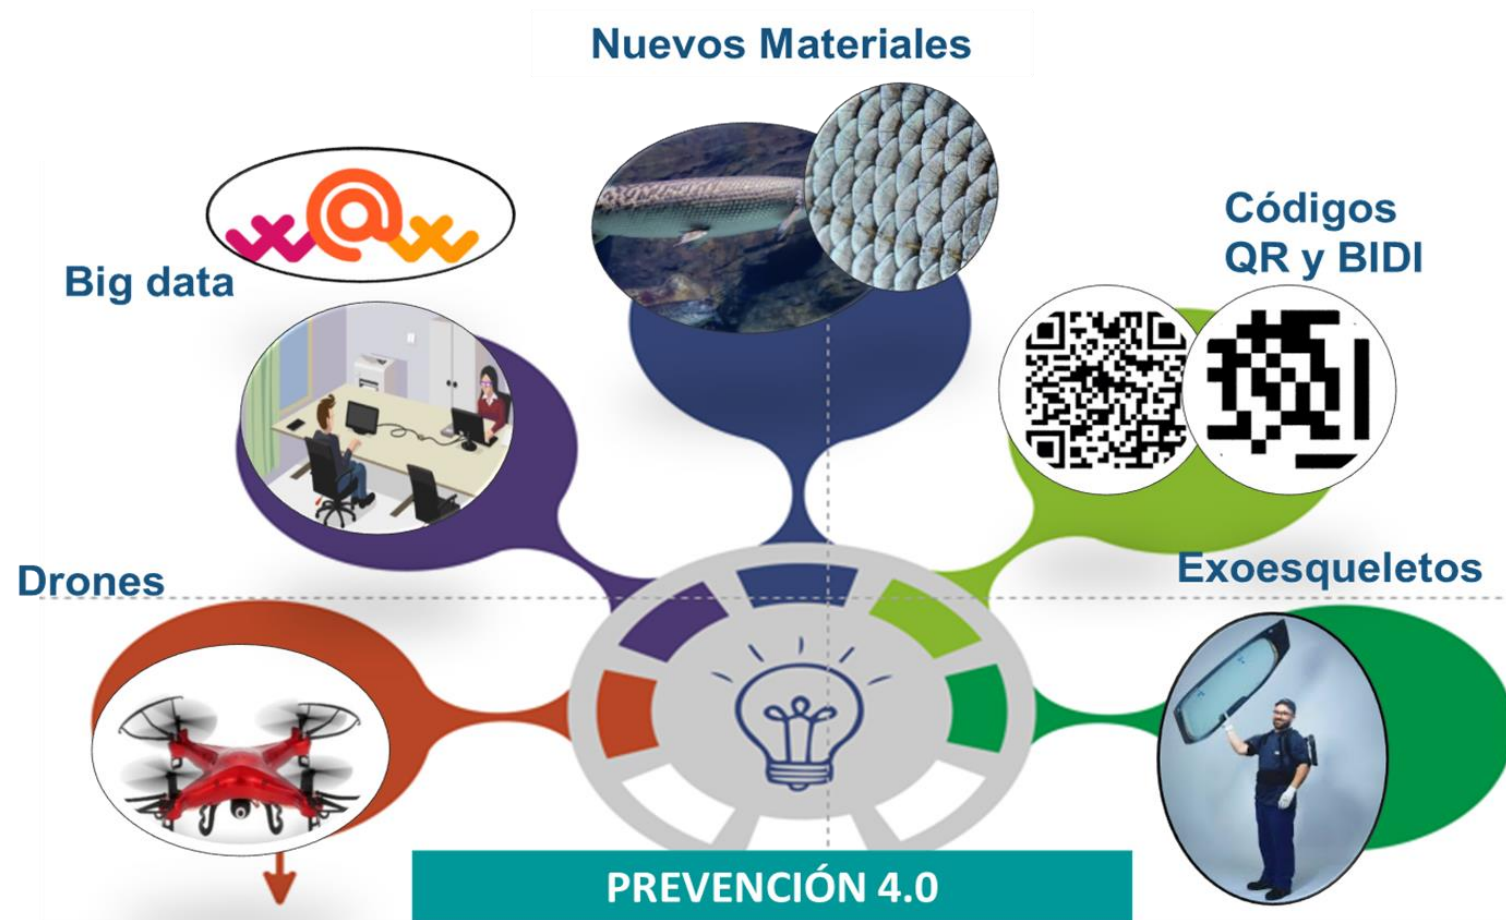 Nuevos Materiales
Códigos
QR y BIDI
w@w
Big data
Exoesqueletos
Drones
PREVENCIÓN 4.0